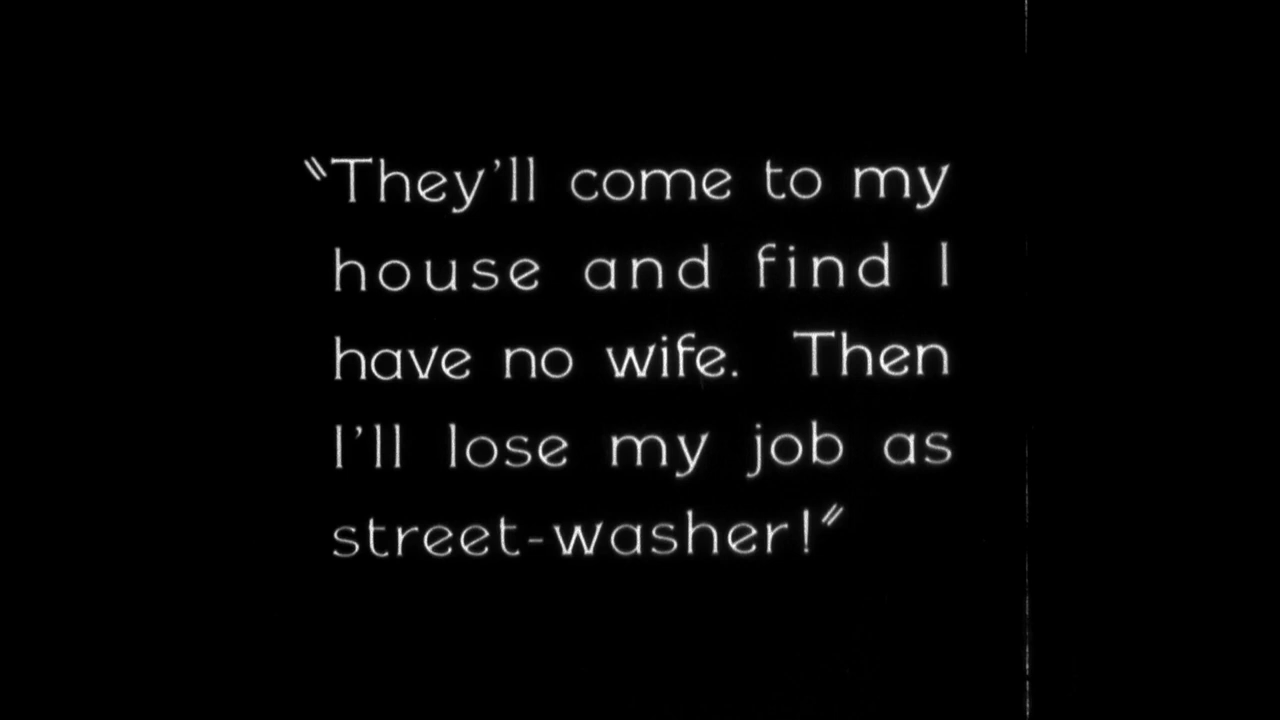 "They'll come to my
house and find I
have no wife. Then
I'll lose my job as
street-washer!"